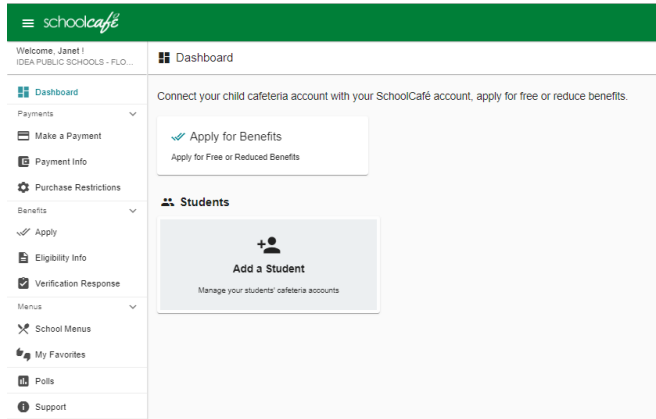 schoolcafé
Welcome, Janet !
IDEA PUBLIC SCHOOLS - FLO...
Dashboard
Payments
Make a Payment
Payment Info
Purchase Restrictions
Benefits
Apply
Eligibility Info
Verification Response
Menus
School Menus
My Favorites
Polls
Support
Dashboard
Connect your child cafeteria account with your SchoolCafé account, apply for free or reduce benefits.
Apply for Benefits
Apply for Free or Reduced Benefits
Students
Add a Student
Manage your students' cafeteria accounts